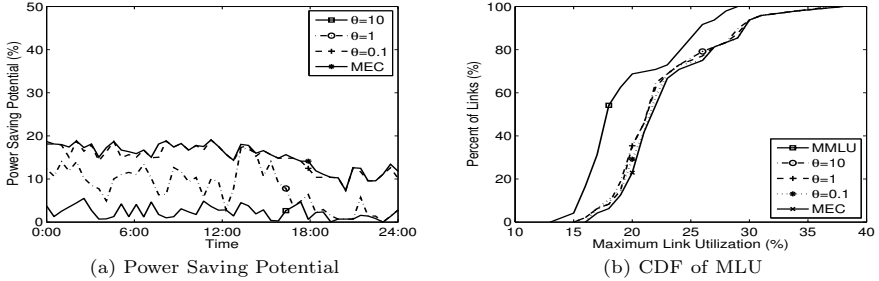 50
40
30
20
10
0
Power Saving Potential (%)
θ=10
θ=1
θ=0.1
MEC
0:00
6:00
12:00
18:00
24:00
Time
(a) Power Saving Potential
100
80
60
40
20
0
Percent of Links (%)
MMLU
θ=10
θ=1
θ=0.1
MEC
10
15
20
25
30
35
40
Maximum Link Utilization (%)
(b) CDF of MLU